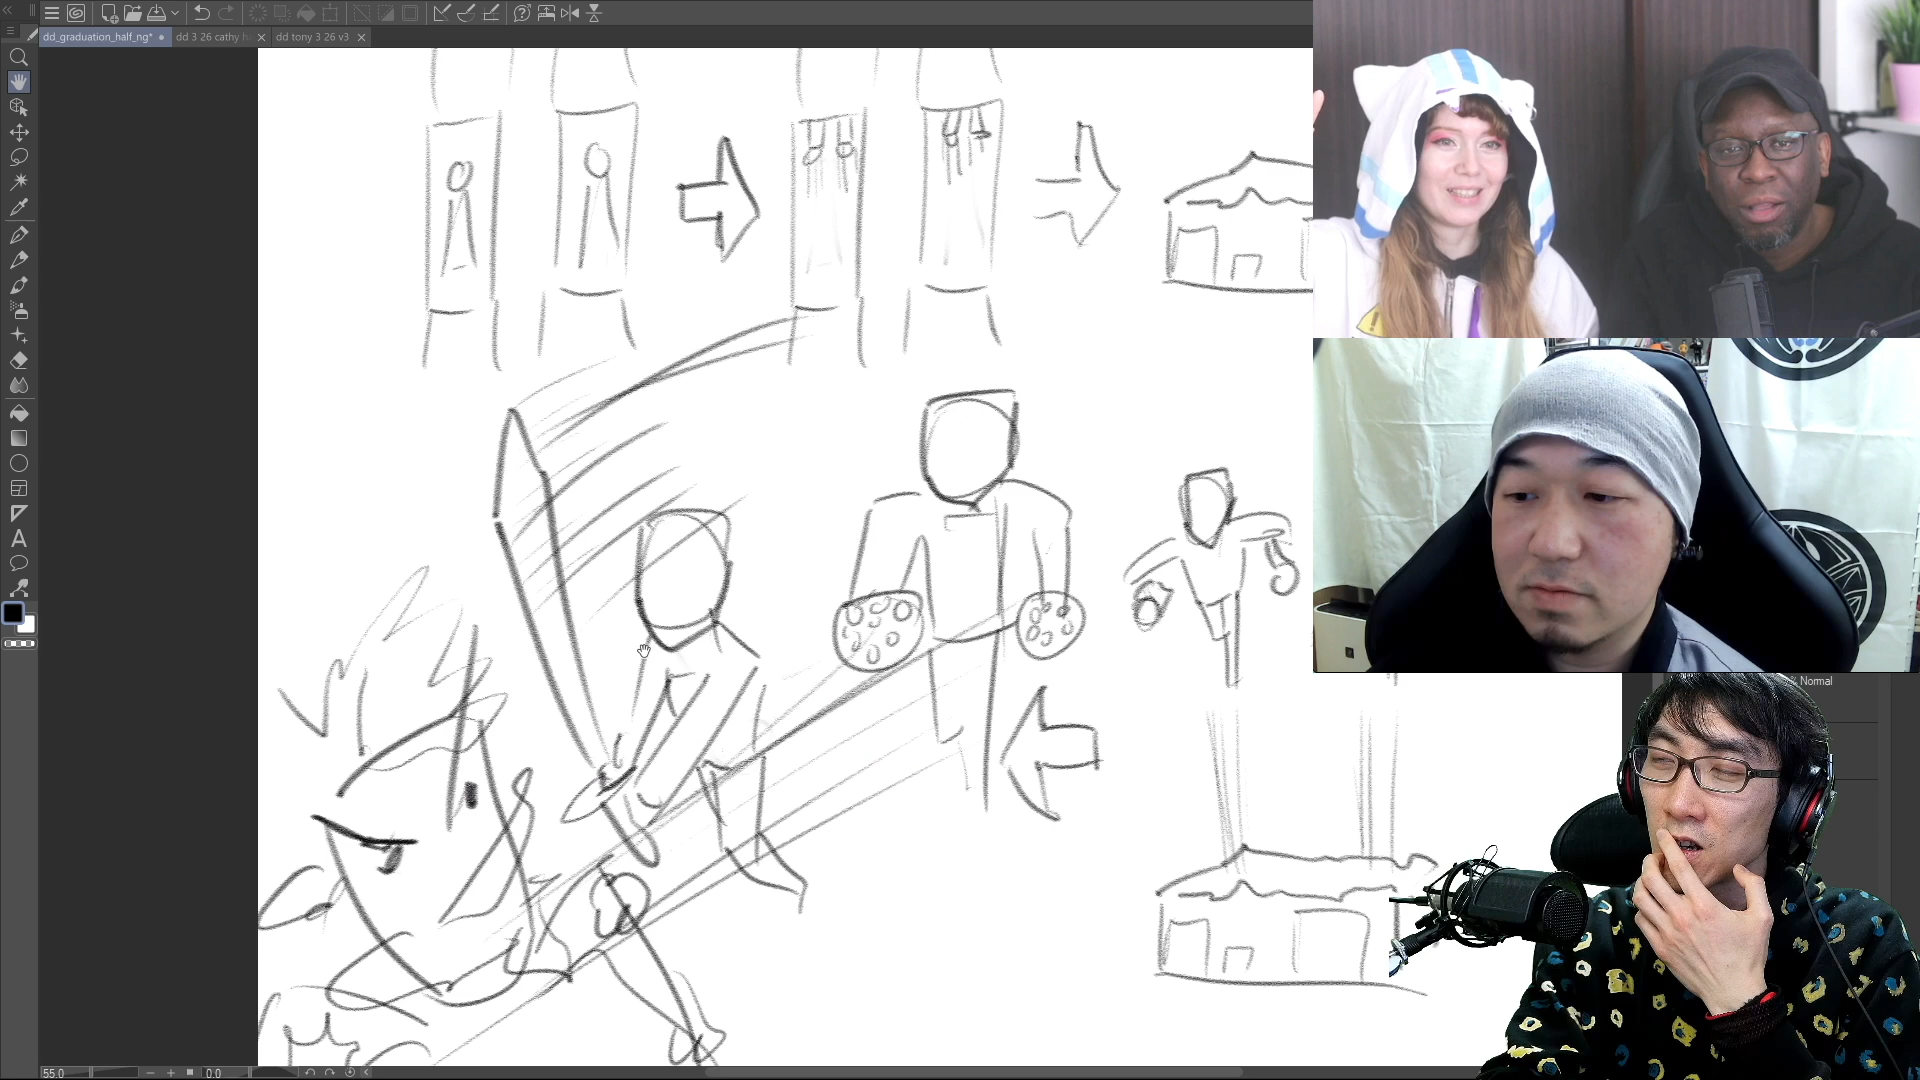 dd_graduation_half_ng*
dd 3 26 cathy
dd tony 3 26 v3
Normal
55.0
0.0